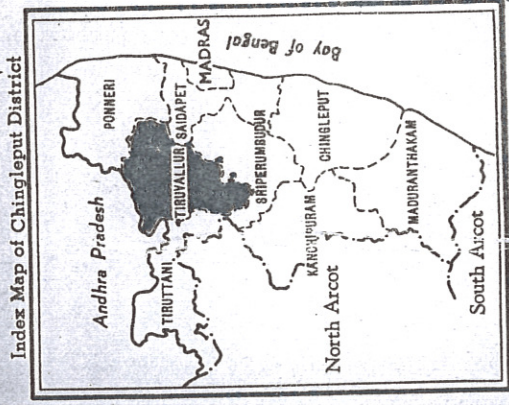 Index Map of Chingleput District
Andhra Pradesh
PONNERI
TIRUTTANI
TIRUVALLUR
SAIDAPET
MADRAS
Bay of Bengal
SRIPERUMBUDUR
KANCHIPURAM
CHINGLEPUT
North Arcot
MADURANTHAKAM
South Arcot